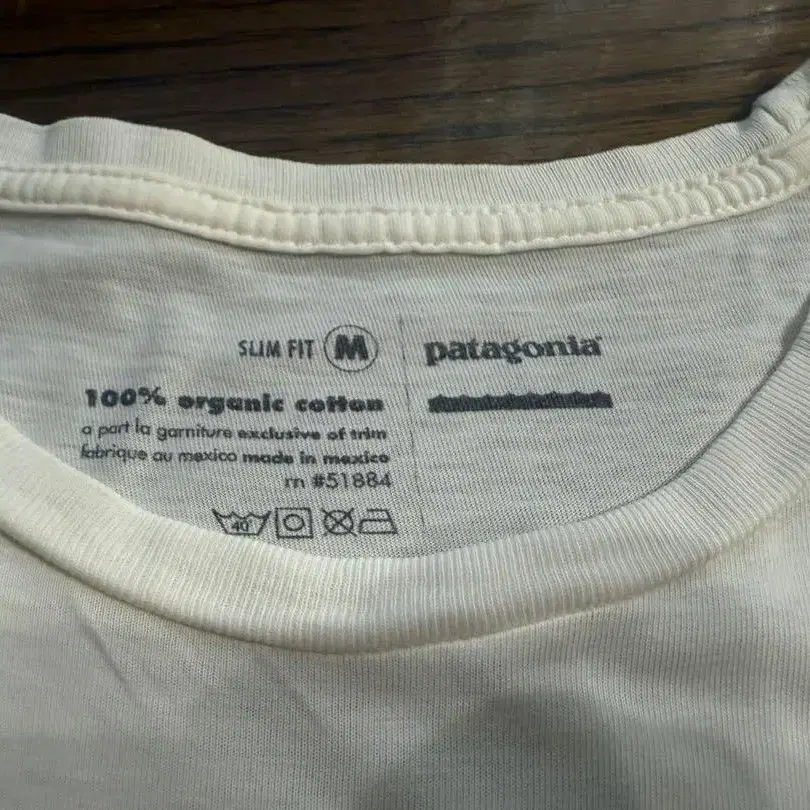 SLIM FIT M
patagonia®
100% organic cotton
a part la garniture exclusive of trim
fabrique au mexico made in mexico
rn #51884
40°